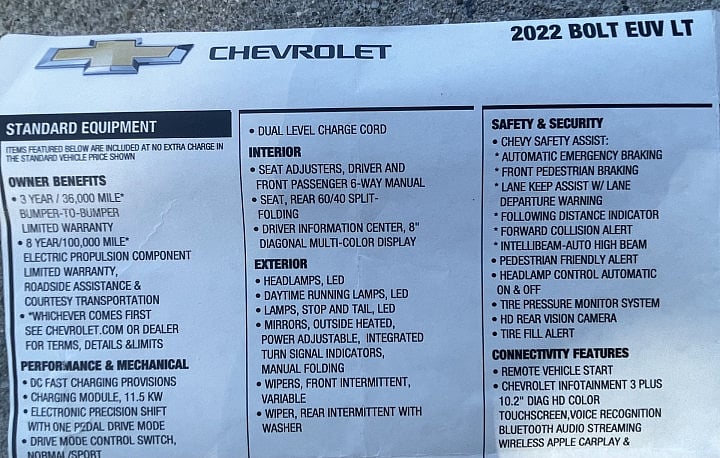 CHEVROLET
2022 BOLT EUV LT
STANDARD EQUIPMENT
ITEMS FEATURED BELOW ARE INCLUDED AT NO EXTRA CHARGE IN
THE STANDARD VEHICLE PRICE SHOWN
OWNER BENEFITS
• 3 YEAR / 36,000 MILE*
BUMPER-TO-BUMPER
LIMITED WARRANTY
• 8 YEAR/100,000 MILE*
ELECTRIC PROPULSION COMPONENT
LIMITED WARRANTY,
ROADSIDE ASSISTANCE &
COURTESY TRANSPORTATION
• *WHICHEVER COMES FIRST
SEE CHEVROLET.COM OR DEALER
FOR TERMS, DETAILS &LIMITS
PERFORMANCE & MECHANICAL
• DC FAST CHARGING PROVISIONS
• CHARGING MODULE, 11.5 KW
• ELECTRONIC PRECISION SHIFT
WITH ONE PEDAL DRIVE MODE
• DRIVE MODE CONTROL SWITCH,
NORMAL/SPORT
• DUAL LEVEL CHARGE CORD
INTERIOR
• SEAT ADJUSTERS, DRIVER AND
FRONT PASSENGER 6-WAY MANUAL
• SEAT, REAR 60/40 SPLIT-
FOLDING
• DRIVER INFORMATION CENTER, 8"
DIAGONAL MULTI-COLOR DISPLAY
EXTERIOR
• HEADLAMPS, LED
• DAYTIME RUNNING LAMPS, LED
• LAMPS, STOP AND TAIL, LED
• MIRRORS, OUTSIDE HEATED,
POWER ADJUSTABLE, INTEGRATED
TURN SIGNAL INDICATORS,
MANUAL FOLDING
• WIPERS, FRONT INTERMITTENT,
VARIABLE
• WIPER, REAR INTERMITTENT WITH
WASHER
SAFETY & SECURITY
• CHEVY SAFETY ASSIST:
* AUTOMATIC EMERGENCY BRAKING
* FRONT PEDESTRIAN BRAKING
* LANE KEEP ASSIST W/ LANE
DEPARTURE WARNING
* FOLLOWING DISTANCE INDICATOR
* FORWARD COLLISION ALERT
* INTELLIBEAM-AUTO HIGH BEAM
• PEDESTRIAN FRIENDLY ALERT
• HEADLAMP CONTROL AUTOMATIC
ON & OFF
• TIRE PRESSURE MONITOR SYSTEM
• HD REAR VISION CAMERA
• TIRE FILL ALERT
CONNECTIVITY FEATURES
• REMOTE VEHICLE START
• CHEVROLET INFOTAINMENT 3 PLUS
10.2" DIAG HD COLOR
TOUCHSCREEN,VOICE RECOGNITION
BLUETOOTH AUDIO STREAMING
WIRELESS APPLE CARPLAY &